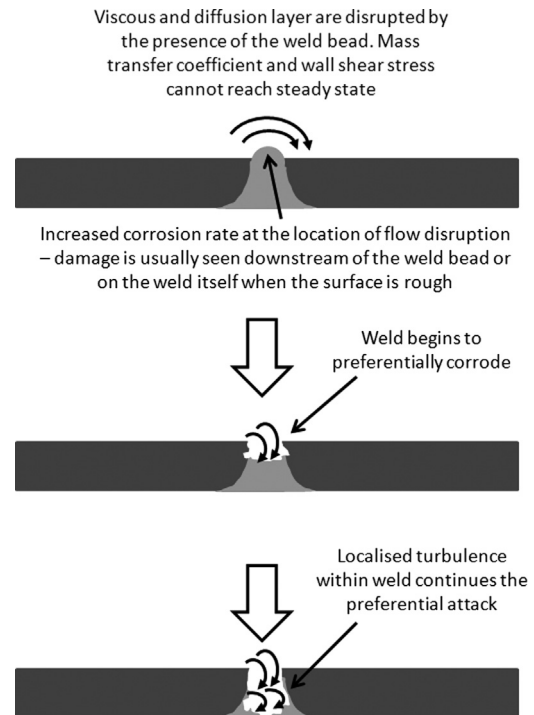 Viscous and diffusion layer are disrupted by
the presence of the weld bead. Mass
transfer coefficient and wall shear stress
cannot reach steady state
Increased corrosion rate at the location of flow disruption
– damage is usually seen downstream of the weld bead or
on the weld itself when the surface is rough
Weld begins to
preferentially corrode
Localised turbulence
within weld continues the
preferential attack